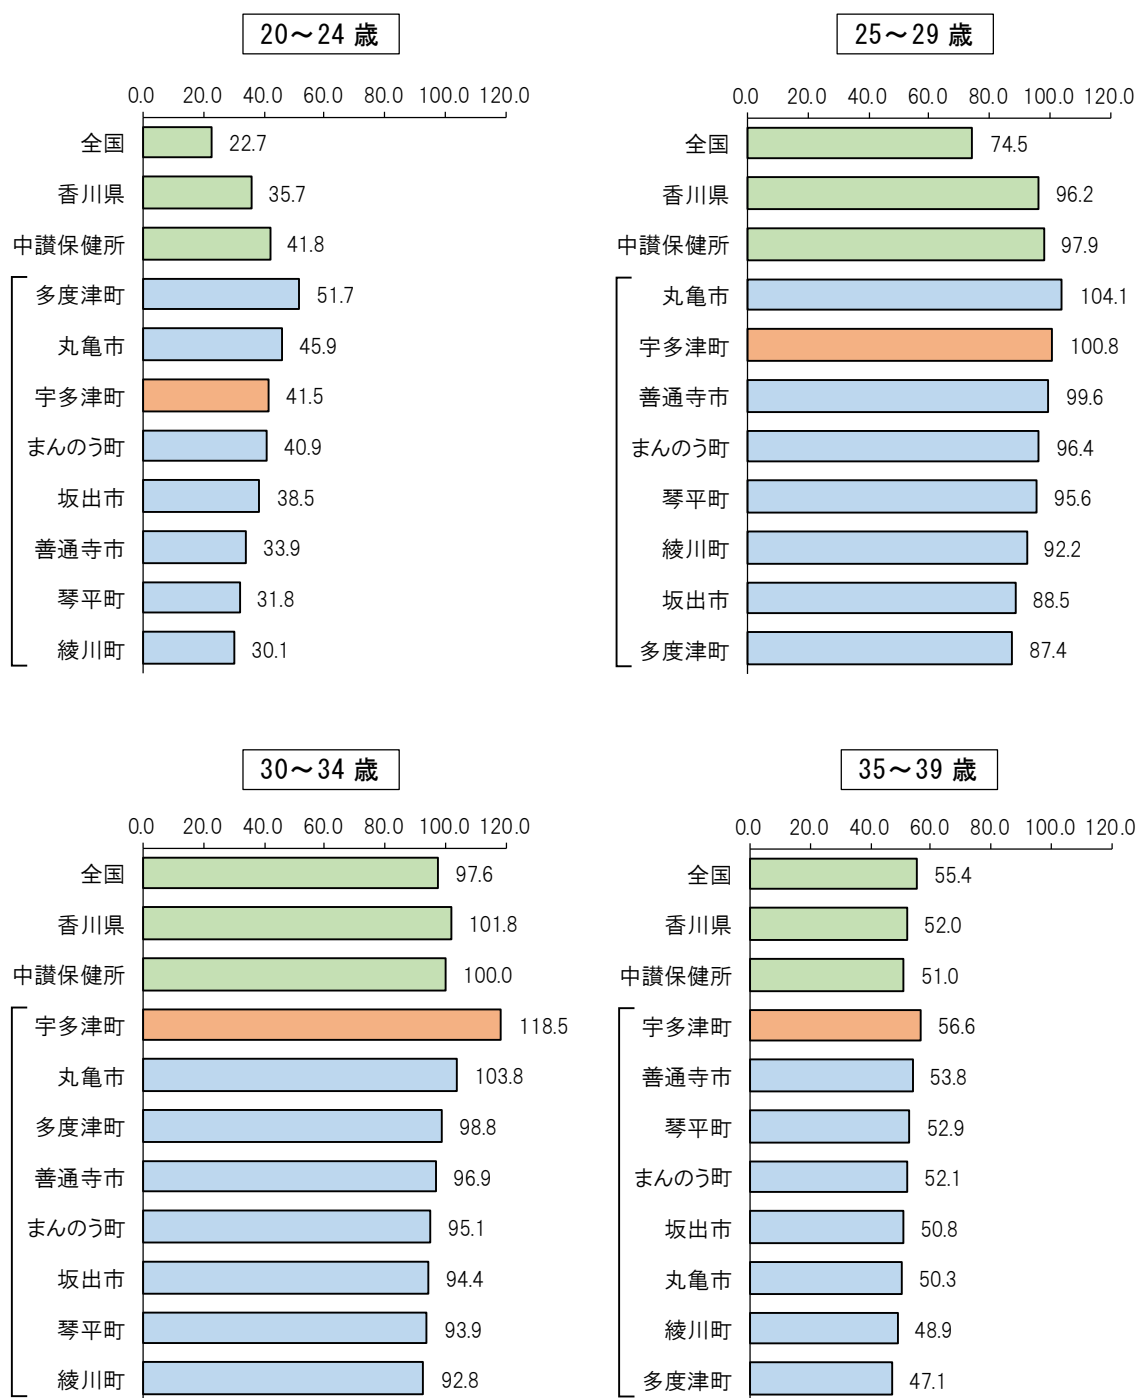 20～24 歳
0.0 20.0 40.0 60.0 80.0 100.0 120.0
全国 22.7
香川県 35.7
中讃保健所 41.8
多度津町 51.7
丸亀市 45.9
宇多津町 41.5
まんのう町 40.9
坂出市 38.5
善通寺市 33.9
琴平町 31.8
綾川町 30.1
25～29 歳
0.0 20.0 40.0 60.0 80.0 100.0 120.0
全国 74.5
香川県 96.2
中讃保健所 97.9
丸亀市 104.1
宇多津町 100.8
善通寺市 99.6
まんのう町 96.4
琴平町 95.6
綾川町 92.2
坂出市 88.5
多度津町 87.4
30～34 歳
0.0 20.0 40.0 60.0 80.0 100.0 120.0
全国 97.6
香川県 101.8
中讃保健所 100.0
宇多津町 118.5
丸亀市 103.8
多度津町 98.8
善通寺市 96.9
まんのう町 95.1
坂出市 94.4
琴平町 93.9
綾川町 92.8
35～39 歳
0.0 20.0 40.0 60.0 80.0 100.0 120.0
全国 55.4
香川県 52.0
中讃保健所 51.0
宇多津町 56.6
善通寺市 53.8
琴平町 52.9
まんのう町 52.1
坂出市 50.8
丸亀市 50.3
綾川町 48.9
多度津町 47.1